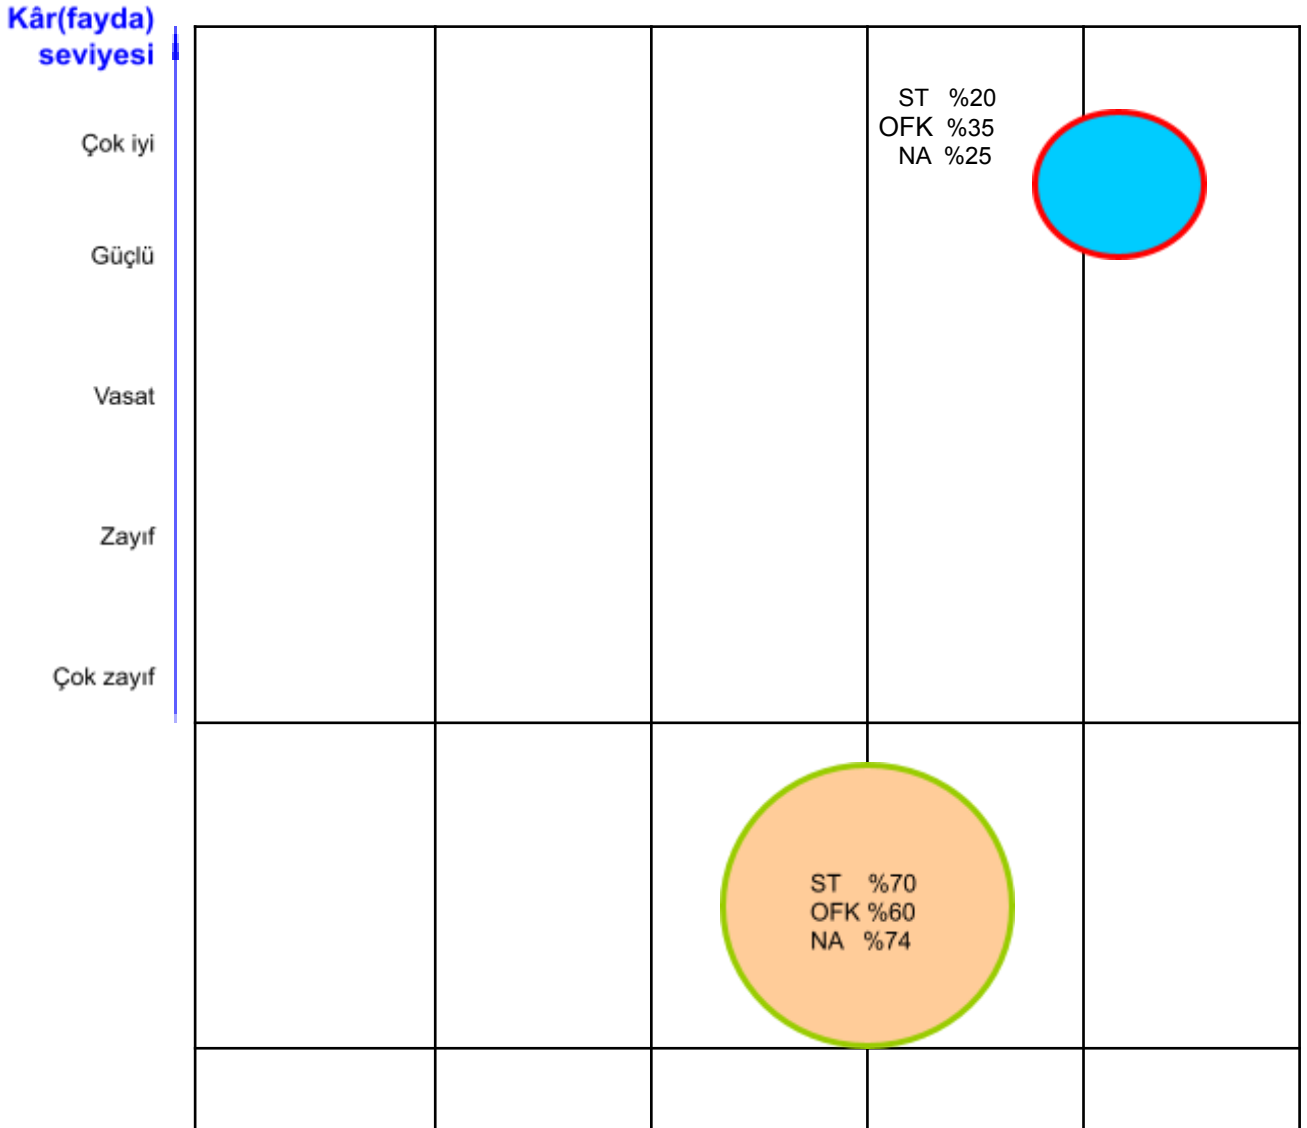 Kâr(fayda)
seviyesi
Çok iyi
Güçlü
Vasat
Zayıf
Çok zayıf
ST %20
OFK %35
NA %25
ST %70
OFK %60
NA %74